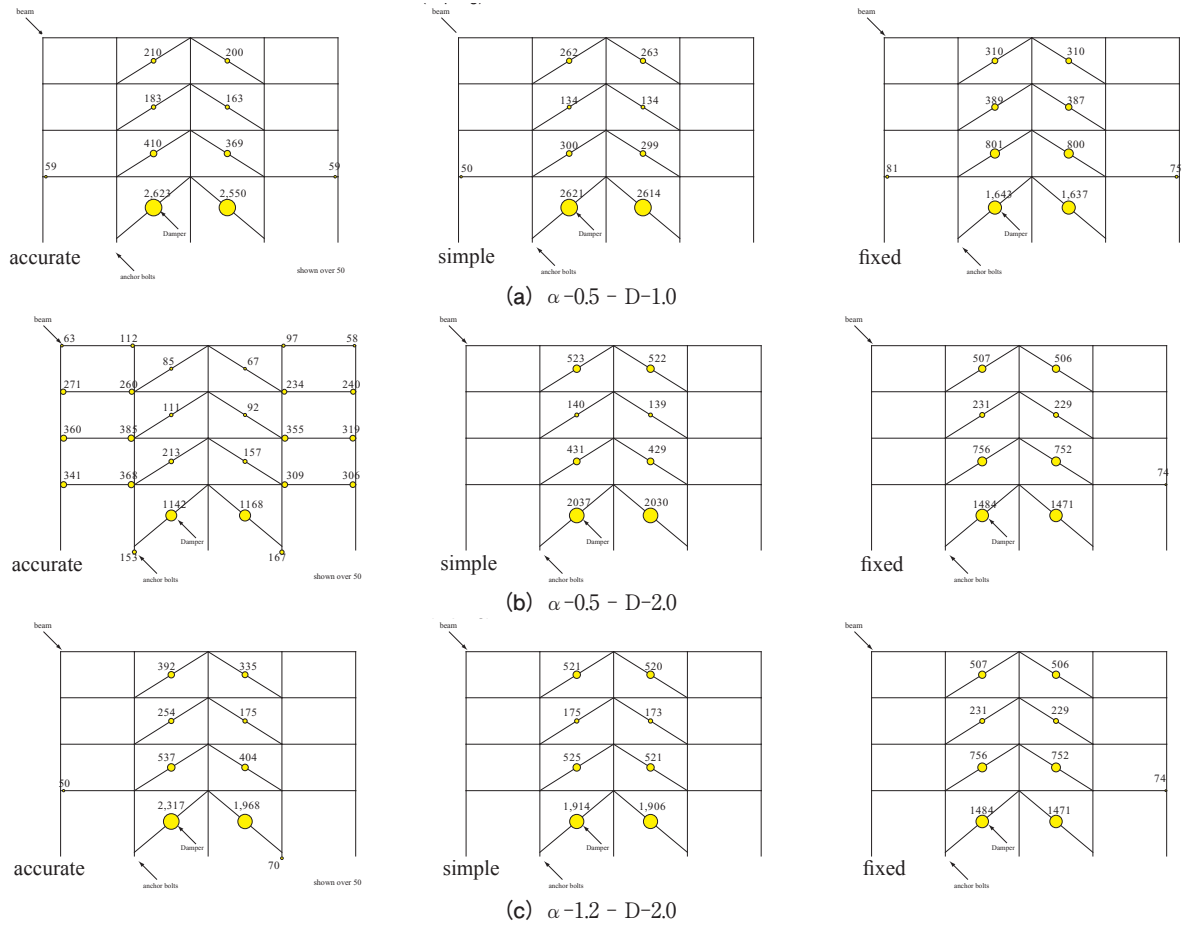 beam
beam
beam
210 200
262 263
310 310
183 163
134 134
389 387
410 369
300 299
801 800
59 59
50
81 75
2,623 2,550
2621 2614
1,643 1,637
Damper
Damper
Damper
accurate
simple
fixed
anchor bolts
shown over 50
anchor bolts
anchor bolts
(a) α-0.5 - D-1.0
beam
beam
beam
63 112 97 58
85 67
523 522
507 506
271 260 234 240
111 92
140 139
231 229
360 385 355 319
213 157
431 429
756 752
341 368 309 306
74
1142 1168
2037 2030
1484 1471
Damper
Damper
Damper
153 167
accurate
simple
fixed
anchor bolts
shown over 50
anchor bolts
anchor bolts
(b) α-0.5 - D-2.0
beam
beam
beam
392 335
521 520
507 506
254 175
175 173
231 229
537 404
525 521
756 752
50
74
2,317 1,968
1,914 1,906
1484 1471
Damper
Damper
Damper
70
accurate
simple
fixed
anchor bolts
shown over 50
anchor bolts
anchor bolts
(c) α-1.2 - D-2.0